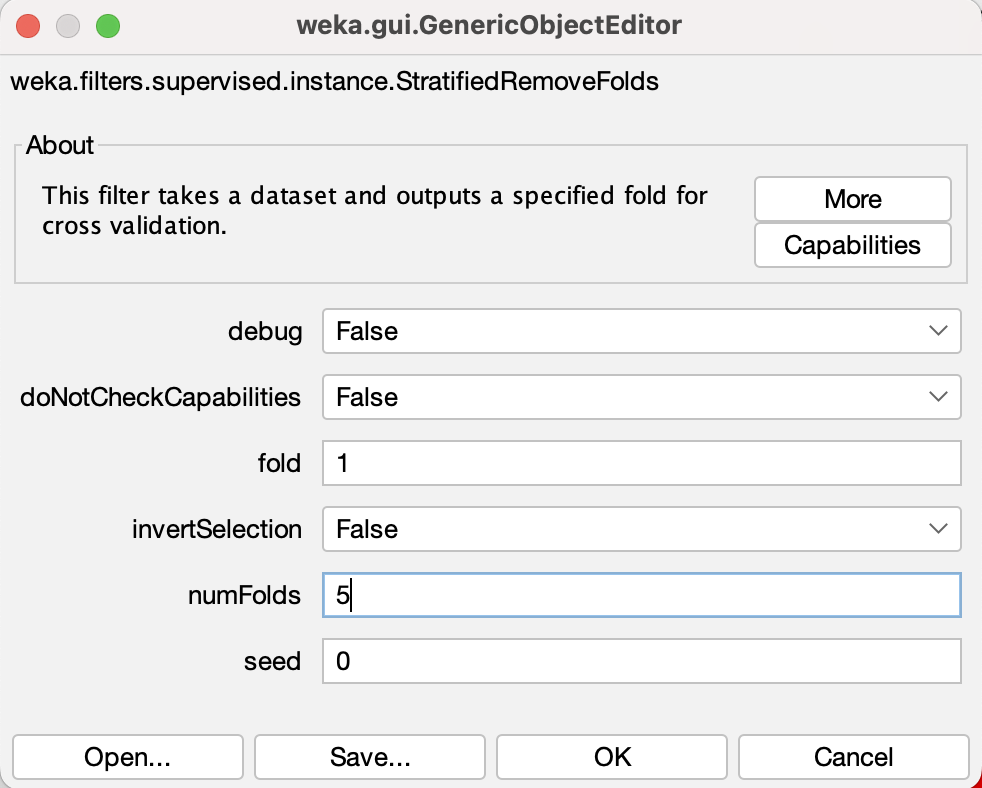 weka.gui.GenericObjectEditor
weka.filters.supervised.instance.StratifiedRemoveFolds
About
This filter takes a dataset and outputs a specified fold for
cross validation.
More
Capabilities
debug False
doNotCheckCapabilities False
fold 1
invertSelection False
numFolds 5
seed 0
Open... Save... OK Cancel